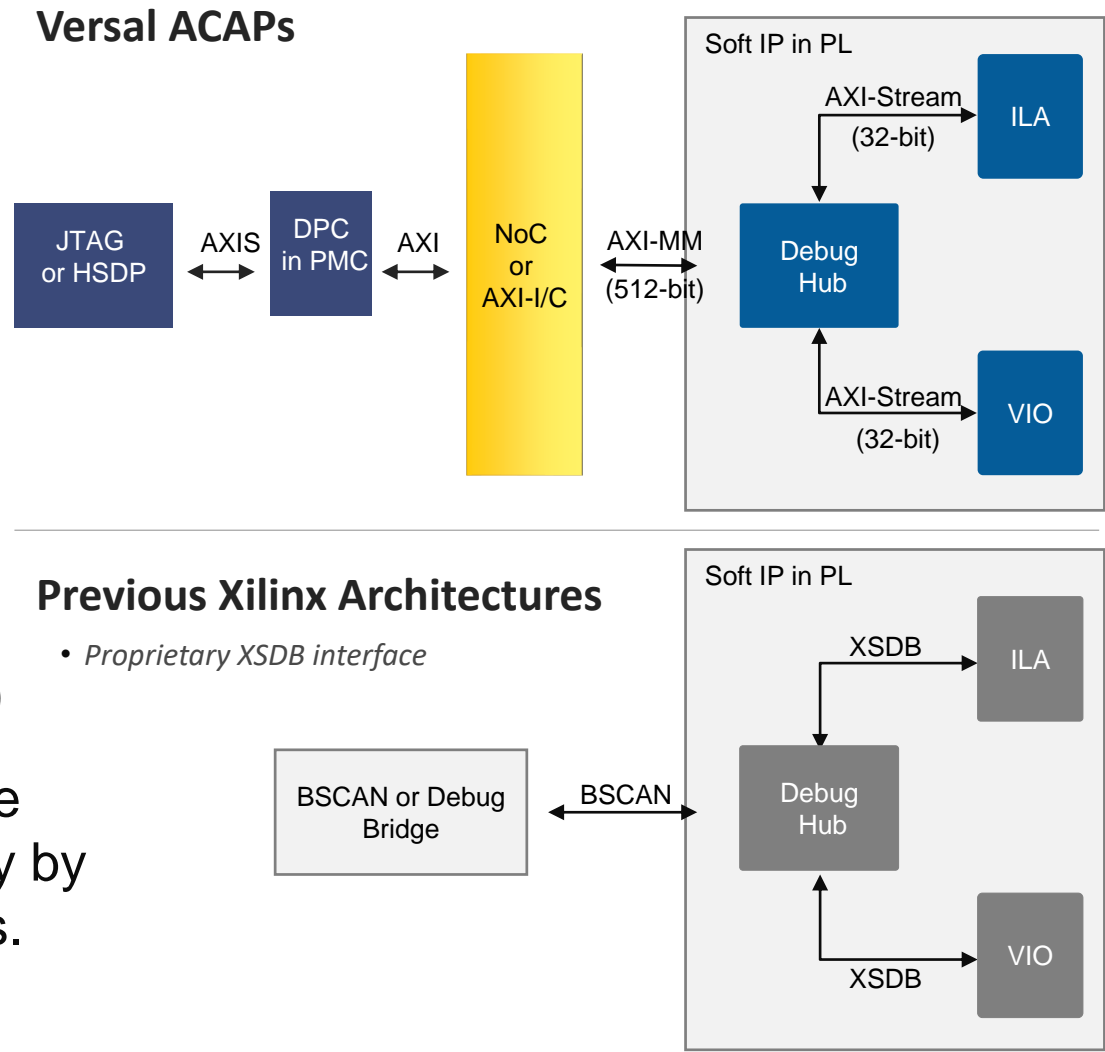 Versal ACAPs
Soft IP in PL
AXI-Stream
(32-bit)
ILA
JTAG
or HSDP
AXIS
DPC
in PMC
AXI
NoC
or
AXI-I/C
AXI-MM
(512-bit)
Debug
Hub
AXI-Stream
(32-bit)
VIO
Previous Xilinx Architectures
• Proprietary XSDB interface
Soft IP in PL
XSDB
ILA
BSCAN or Debug
Bridge
BSCAN
Debug
Hub
XSDB
VIO
by